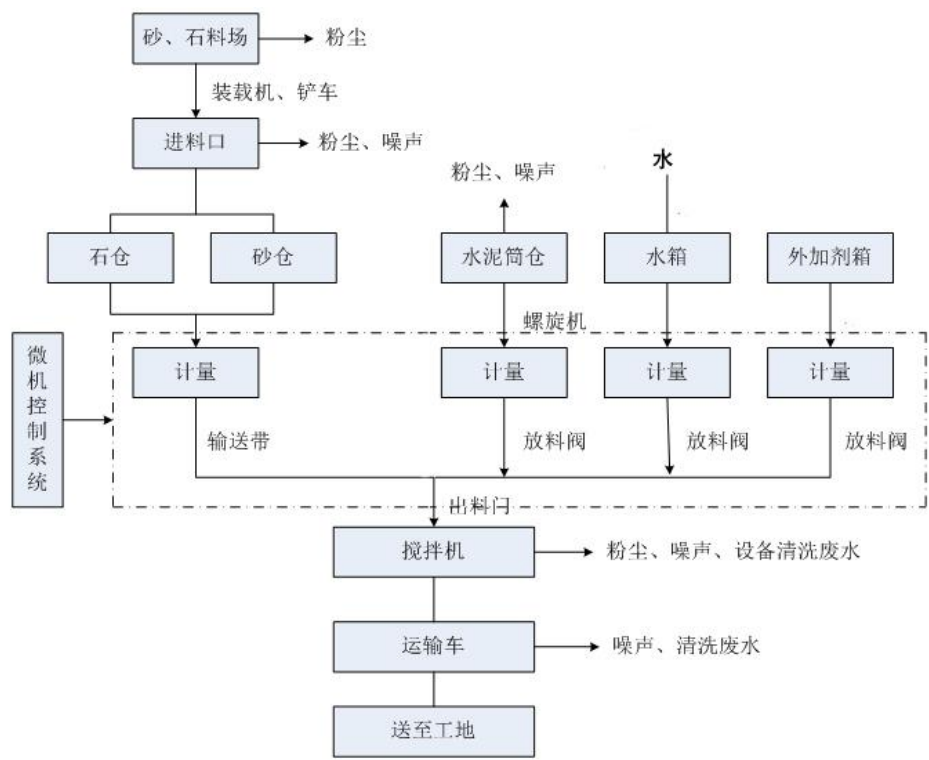 砂、石料场
粉尘
装载机、铲车
进料口
粉尘、噪声
粉尘、噪声
水
石仓
砂仓
水泥筒仓
水箱
外加剂箱
螺旋机
微机控制系统
计量
计量
计量
计量
输送带
放料阀
放料阀
放料阀
出料门
搅拌机
粉尘、噪声、设备清洗废水
运输车
噪声、清洗废水
送至工地